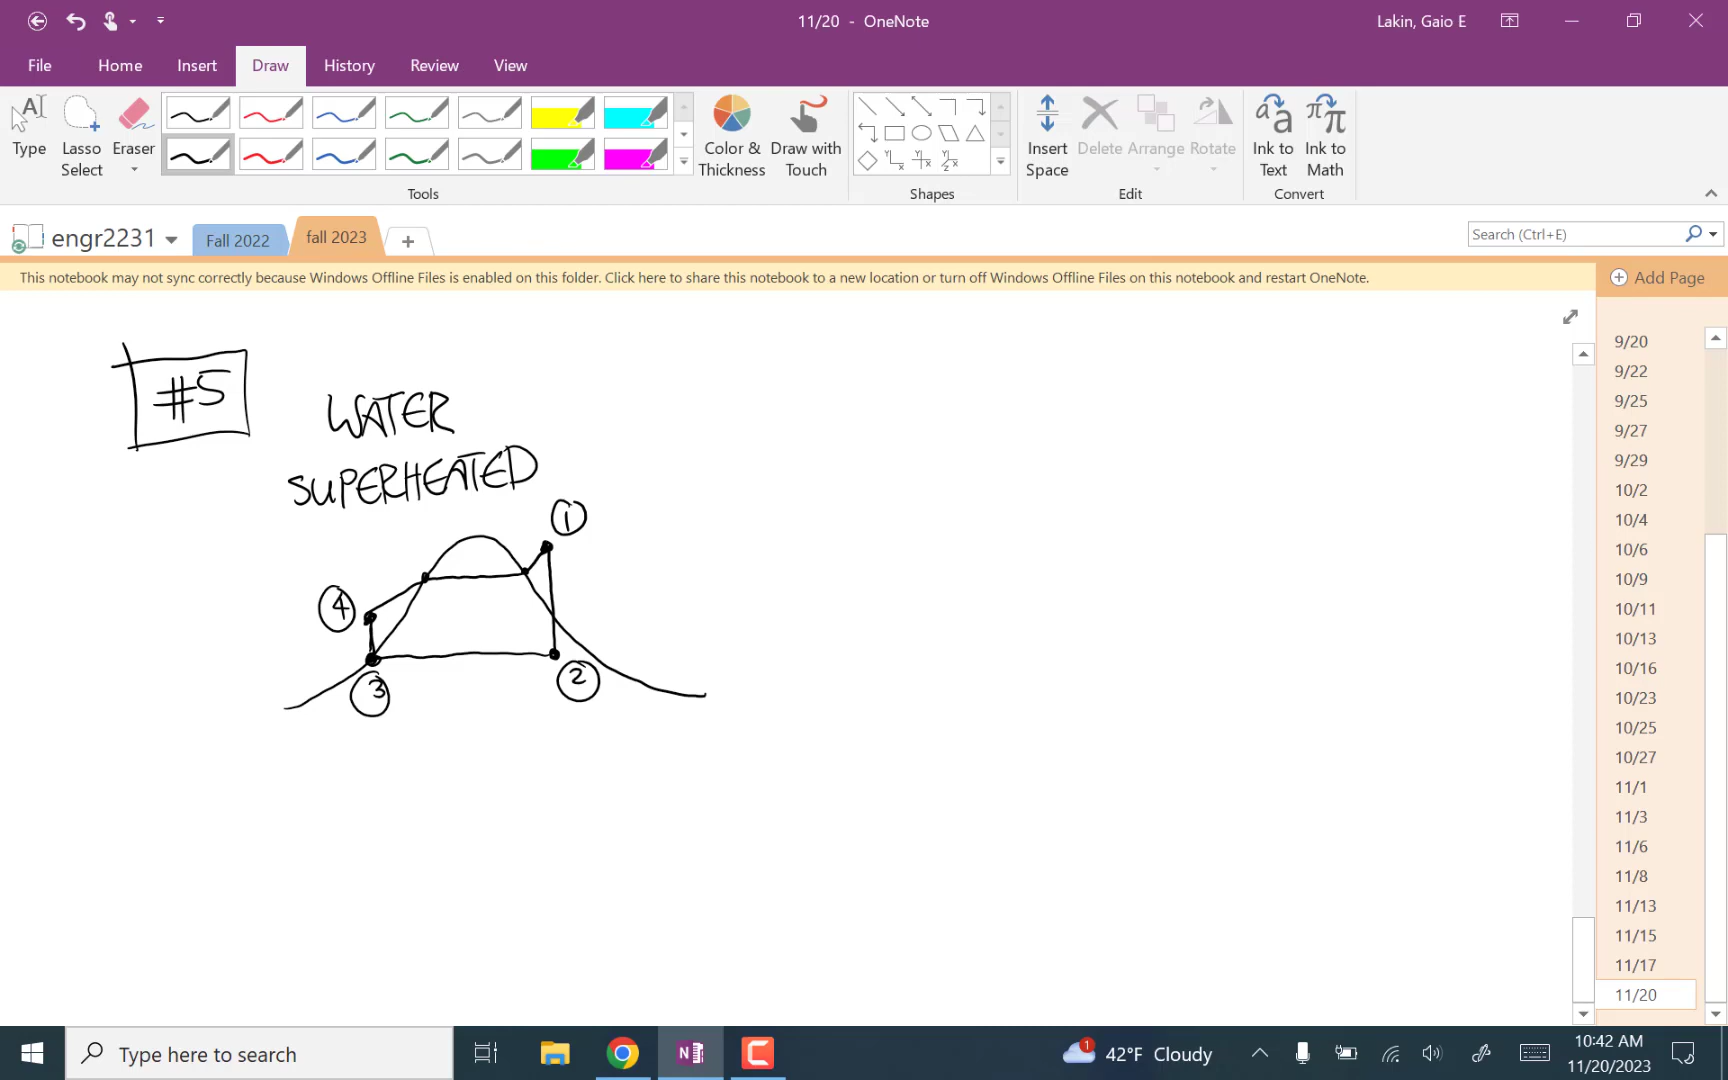 11/20 - OneNote
Lakin, Gaio E
File Home Insert Draw History Review View
Type
Lasso Select
Eraser
Color & Thickness
Draw with Touch
Tools
Shapes
Insert Space
Delete
Arrange
Rotate
Edit
Ink to Text
Ink to Math
Convert
engr2231
Fall 2022
fall 2023
Search (Ctrl+E)
This notebook may not sync correctly because Windows Offline Files is enabled on this folder. Click here to share this notebook to a new location or turn off Windows Offline Files on this notebook and restart OneNote.
Add Page
#5
WATER
SUPERHEATED
1
4
2
3
9/20
9/22
9/25
9/27
9/29
10/2
10/4
10/6
10/9
10/11
10/13
10/16
10/23
10/25
10/27
11/1
11/3
11/6
11/8
11/13
11/15
11/17
11/20
Type here to search
1
42°F Cloudy
10:42 AM
11/20/2023